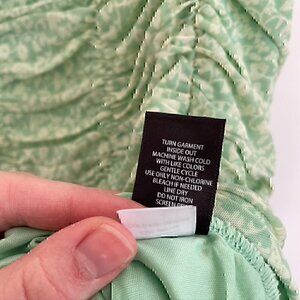 TURN GARMENT
INSIDE OUT
MACHINE WASH COLD
WITH LIKE COLORS
GENTLE CYCLE
USE ONLY NON-CHLORINE
BLEACH IF NEEDED
LINE DRY
DO NOT IRON
SCREEN